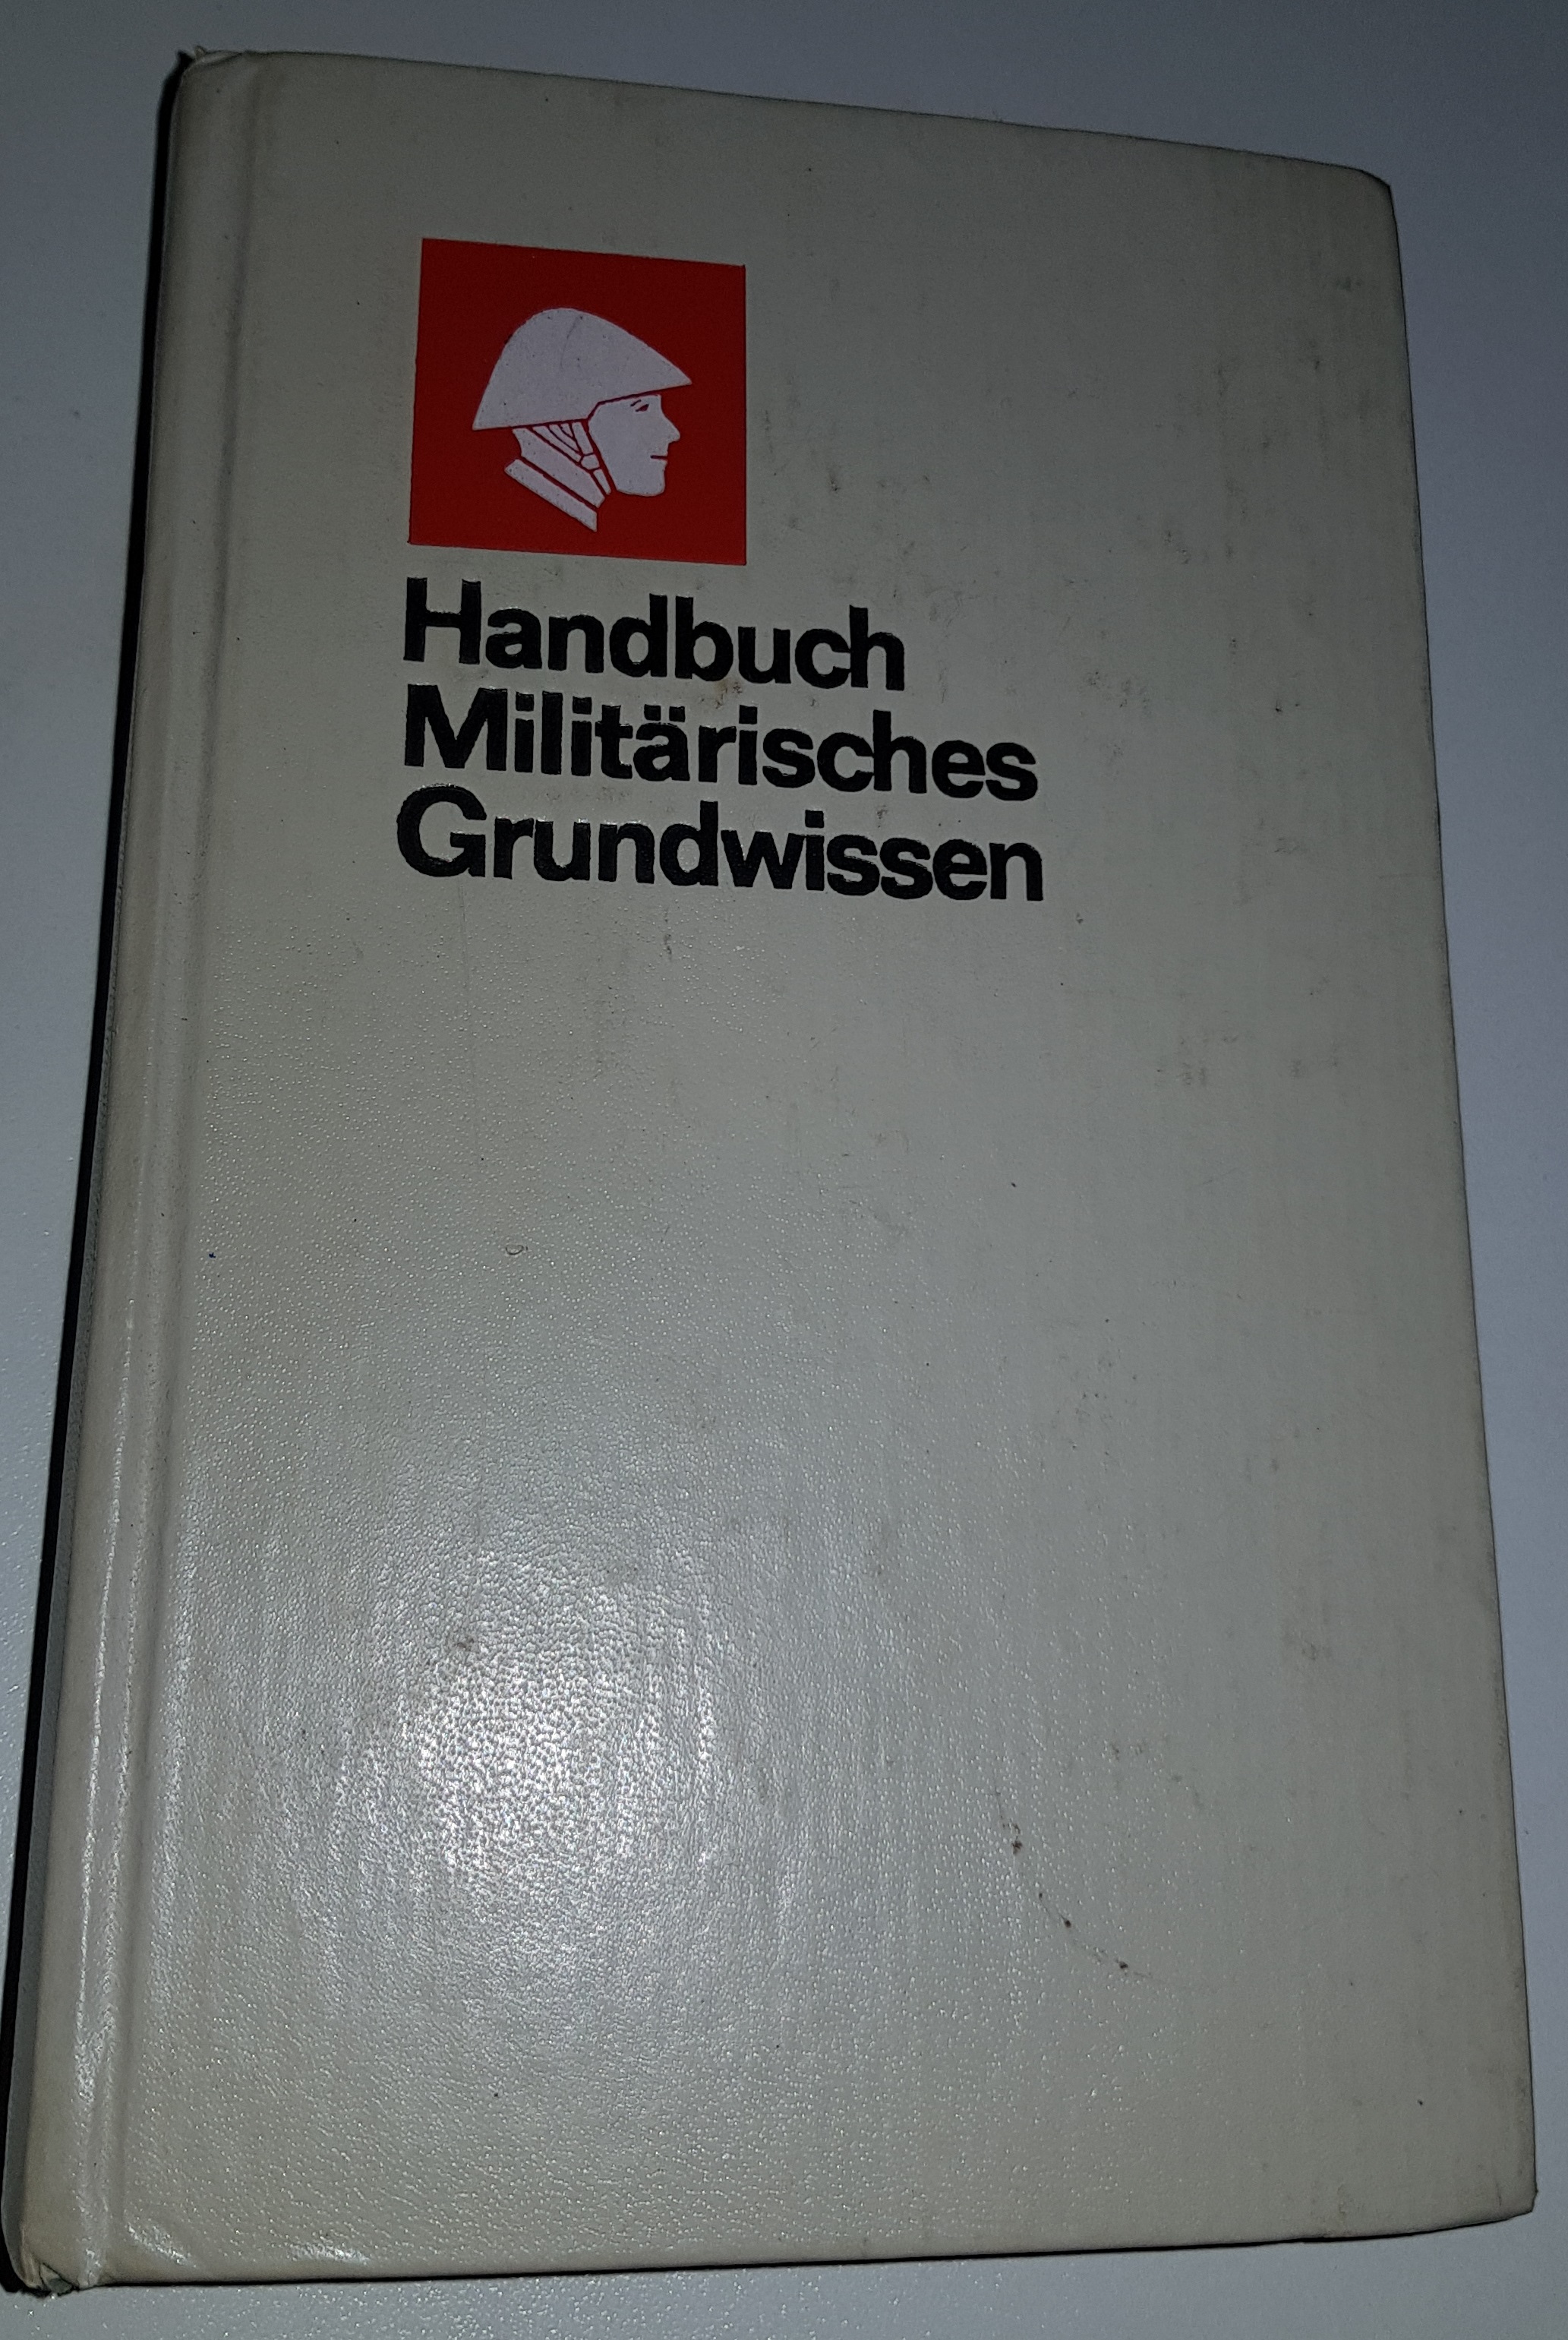 Handbuch
Militärisches
Grundwissen